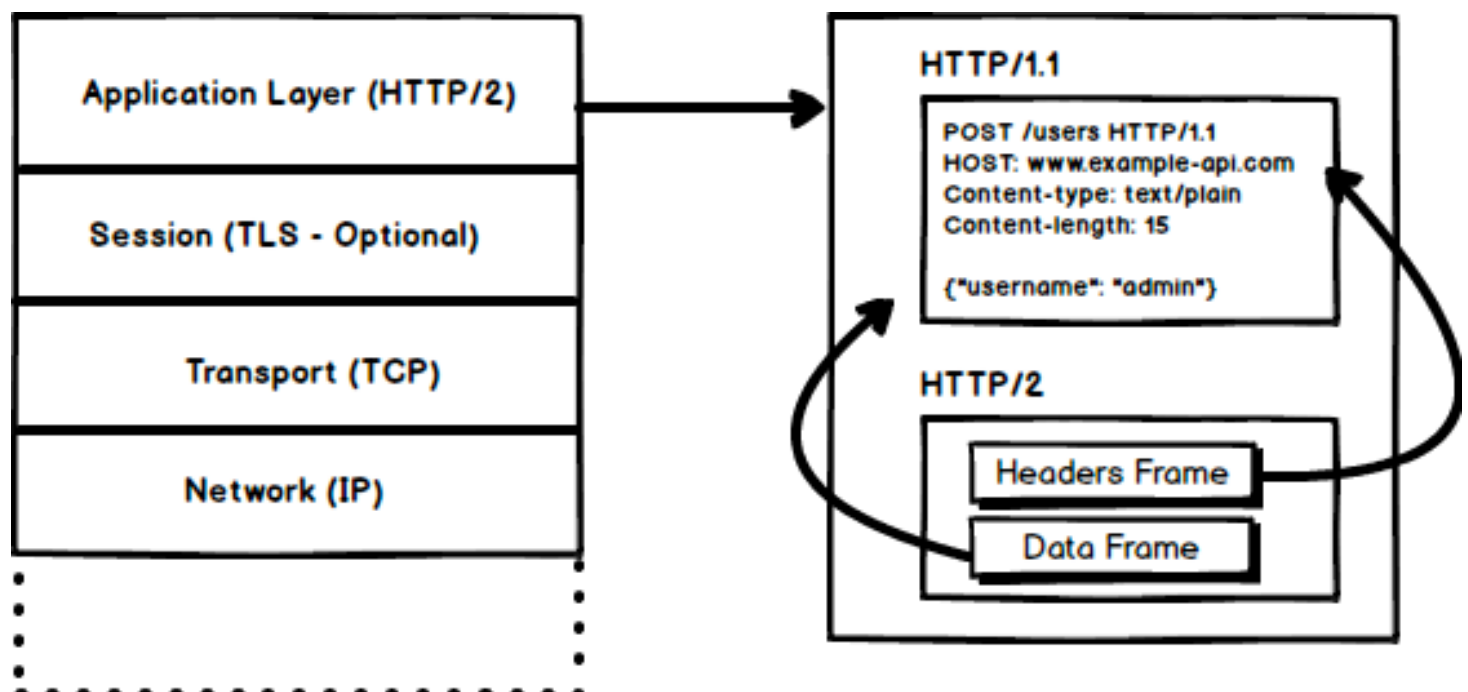 Application Layer (HTTP/2)
Session (TLS - Optional)
Transport (TCP)
Network (IP)
HTTP/1.1
POST /users HTTP/1.1
HOST: www.example-api.com
Content-type: text/plain
Content-length: 15
{"username": "admin"}
HTTP/2
Headers Frame
Data Frame